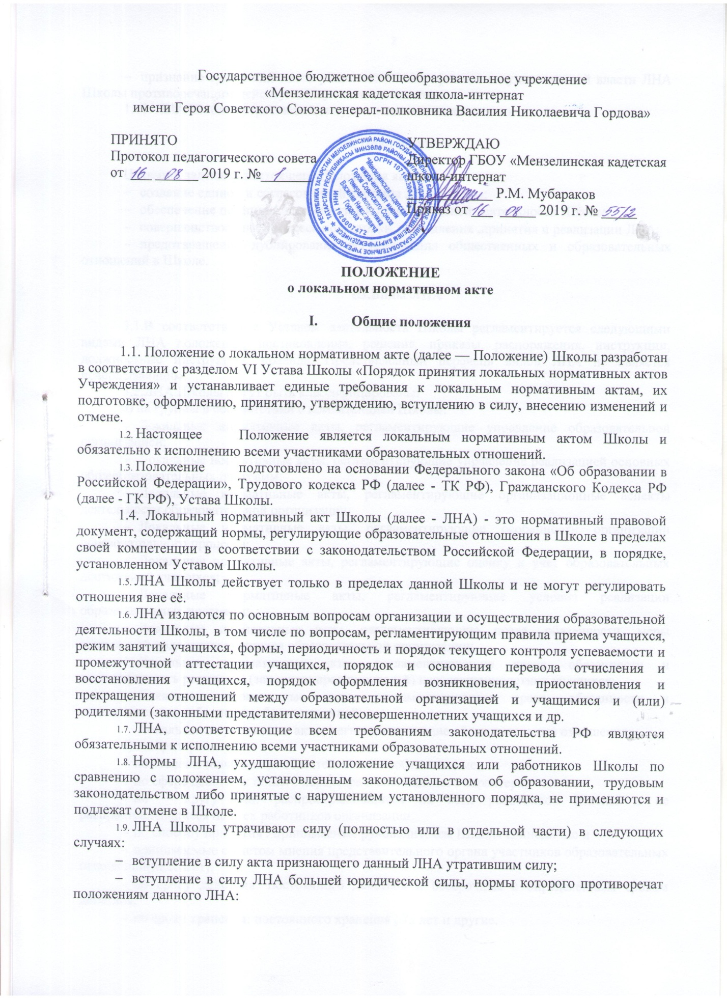 Государственное бюджетное общеобразовательное учреждение
«Мензелинская кадетская школа-интернат
имени Героя Советского Союза генерал-полковника Василия Николаевича Гордова»
ПРИНЯТО
Протокол педагогического совета
от 16 08 2019 г. № 1
УТВЕРЖДАЮ
Директор ГБОУ «Мензелинская кадетская
школа-интернат
Р.М. Мубараков
Приказ от 16 08 2019 г. № 55/2
"Мензелинская кадетская
школа-интернат имени
Героя Советского Союза
генерал-полковника
Василия Николаевича
Гордова"
ИНН 1628007472
ПОЛОЖЕНИЕ
о локальном нормативном акте
I. Общие положения
1.1. Положение о локальном нормативном акте (далее — Положение) Школы разработан
в соответствии с разделом VI Устава Школы «Порядок принятия локальных нормативных актов
Учреждения» и устанавливает единые требования к локальным нормативным актам, их
подготовке, оформлению, принятию, утверждению, вступлению в силу, внесению изменений и
отмене.
1.2. Настоящее Положение является локальным нормативным актом Школы и
обязательно к исполнению всеми участниками образовательных отношений.
1.3. Положение подготовлено на основании Федерального закона «Об образовании в
Российской Федерации», Трудового кодекса РФ (далее - ТК РФ), Гражданского Кодекса РФ
(далее - ГК РФ), Устава Школы.
1.4. Локальный нормативный акт Школы (далее - ЛНА) - это нормативный правовой
документ, содержащий нормы, регулирующие образовательные отношения в Школе в пределах
своей компетенции в соответствии с законодательством Российской Федерации, в порядке,
установленном Уставом Школы.
1.5. ЛНА Школы действует только в пределах данной Школы и не могут регулировать
отношения вне её.
1.6. ЛНА издаются по основным вопросам организации и осуществления образовательной
деятельности Школы, в том числе по вопросам, регламентирующим правила приема учащихся,
режим занятий учащихся, формы, периодичность и порядок текущего контроля успеваемости и
промежуточной аттестации учащихся, порядок и основания перевода отчисления и
восстановления учащихся, порядок оформления возникновения, приостановления и
прекращения отношений между образовательной организацией и учащимися и (или)
родителями (законными представителями) несовершеннолетних учащихся и др.
1.7. ЛНА, соответствующие всем требованиям законодательства РФ являются
обязательными к исполнению всеми участниками образовательных отношений.
1.8. Нормы ЛНА, ухудшающие положение учащихся или работников Школы по
сравнению с положением, установленным законодательством об образовании, трудовым
законодательством либо принятые с нарушением установленного порядка, не применяются и
подлежат отмене в Школе.
1.9. ЛНА Школы утрачивают силу (полностью или в отдельной части) в следующих
случаях:
– вступление в силу акта признающего данный ЛНА утратившим силу;
– вступление в силу ЛНА большей юридической силы, нормы которого противоречат
положениям данного ЛНА: